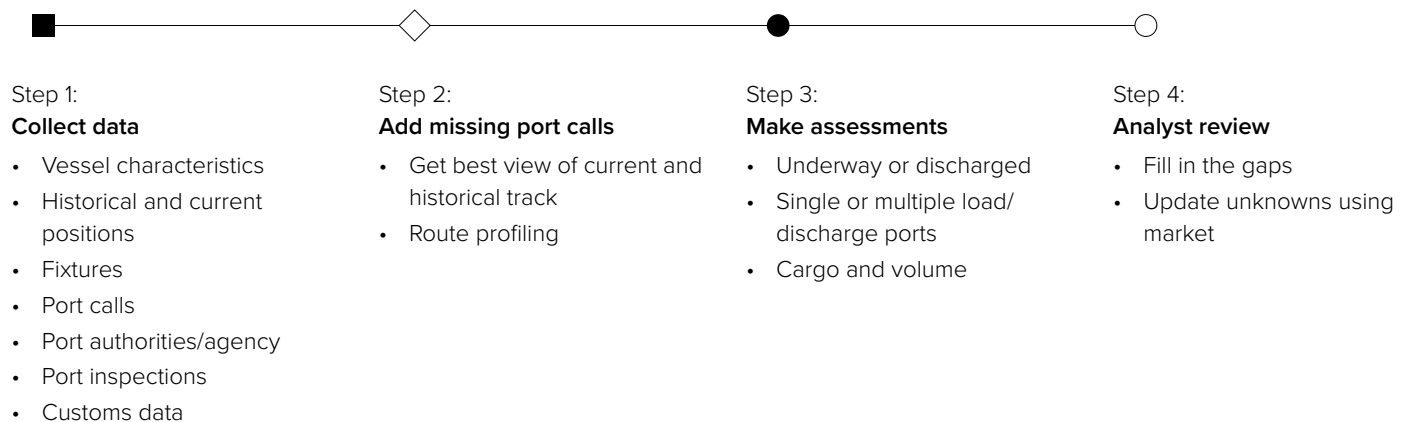 Step 1:
Collect data
• Vessel characteristics
• Historical and current
positions
• Fixtures
• Port calls
• Port authorities/agency
• Port inspections
• Customs data
Step 2:
Add missing port calls
• Get best view of current and
historical track
• Route profiling
Step 3:
Make assessments
• Underway or discharged
• Single or multiple load/
discharge ports
• Cargo and volume
Step 4:
Analyst review
• Fill in the gaps
• Update unknowns using
market